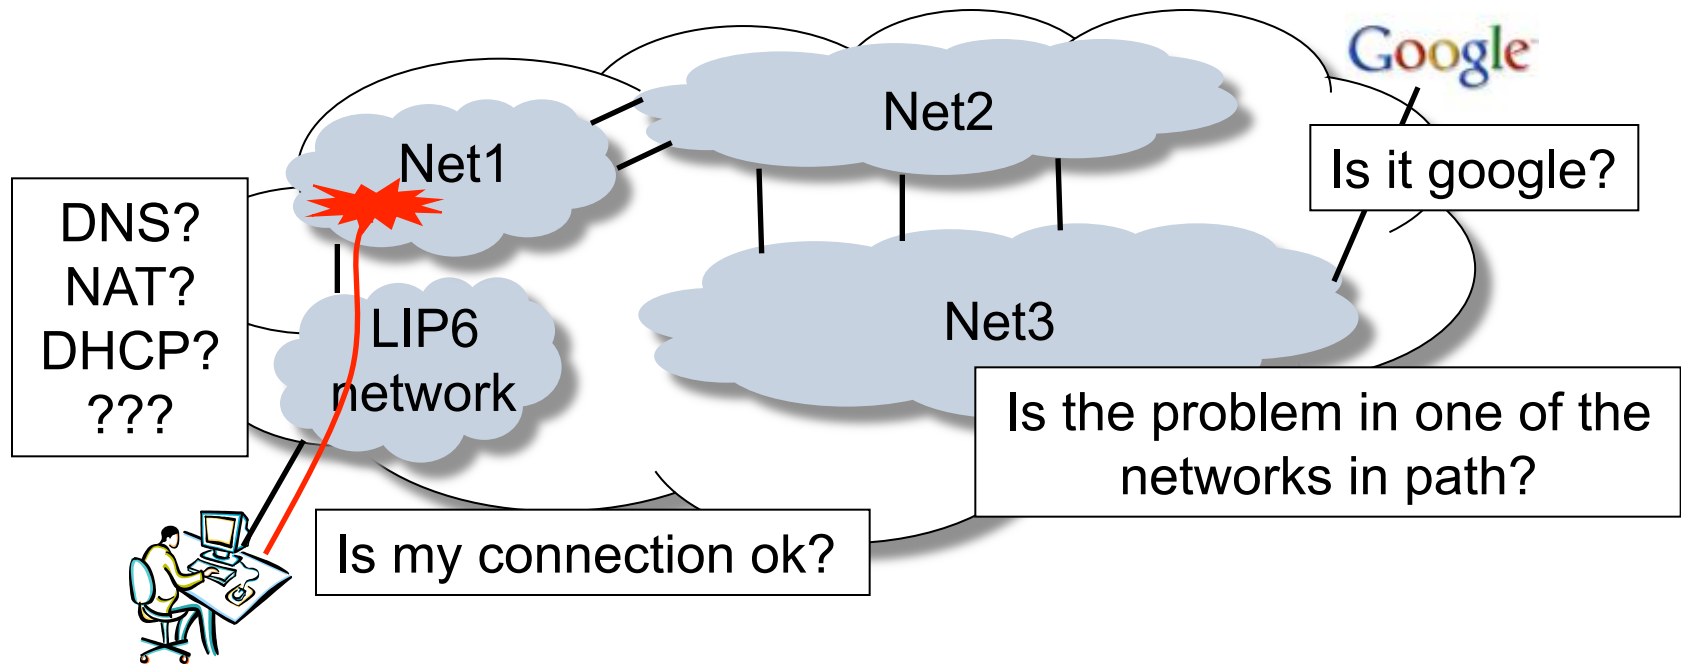 Google
Net2
Net1
Is it google?
DNS?
NAT?
DHCP?
???
LIP6
network
Net3
Is the problem in one of the
networks in path?
Is my connection ok?